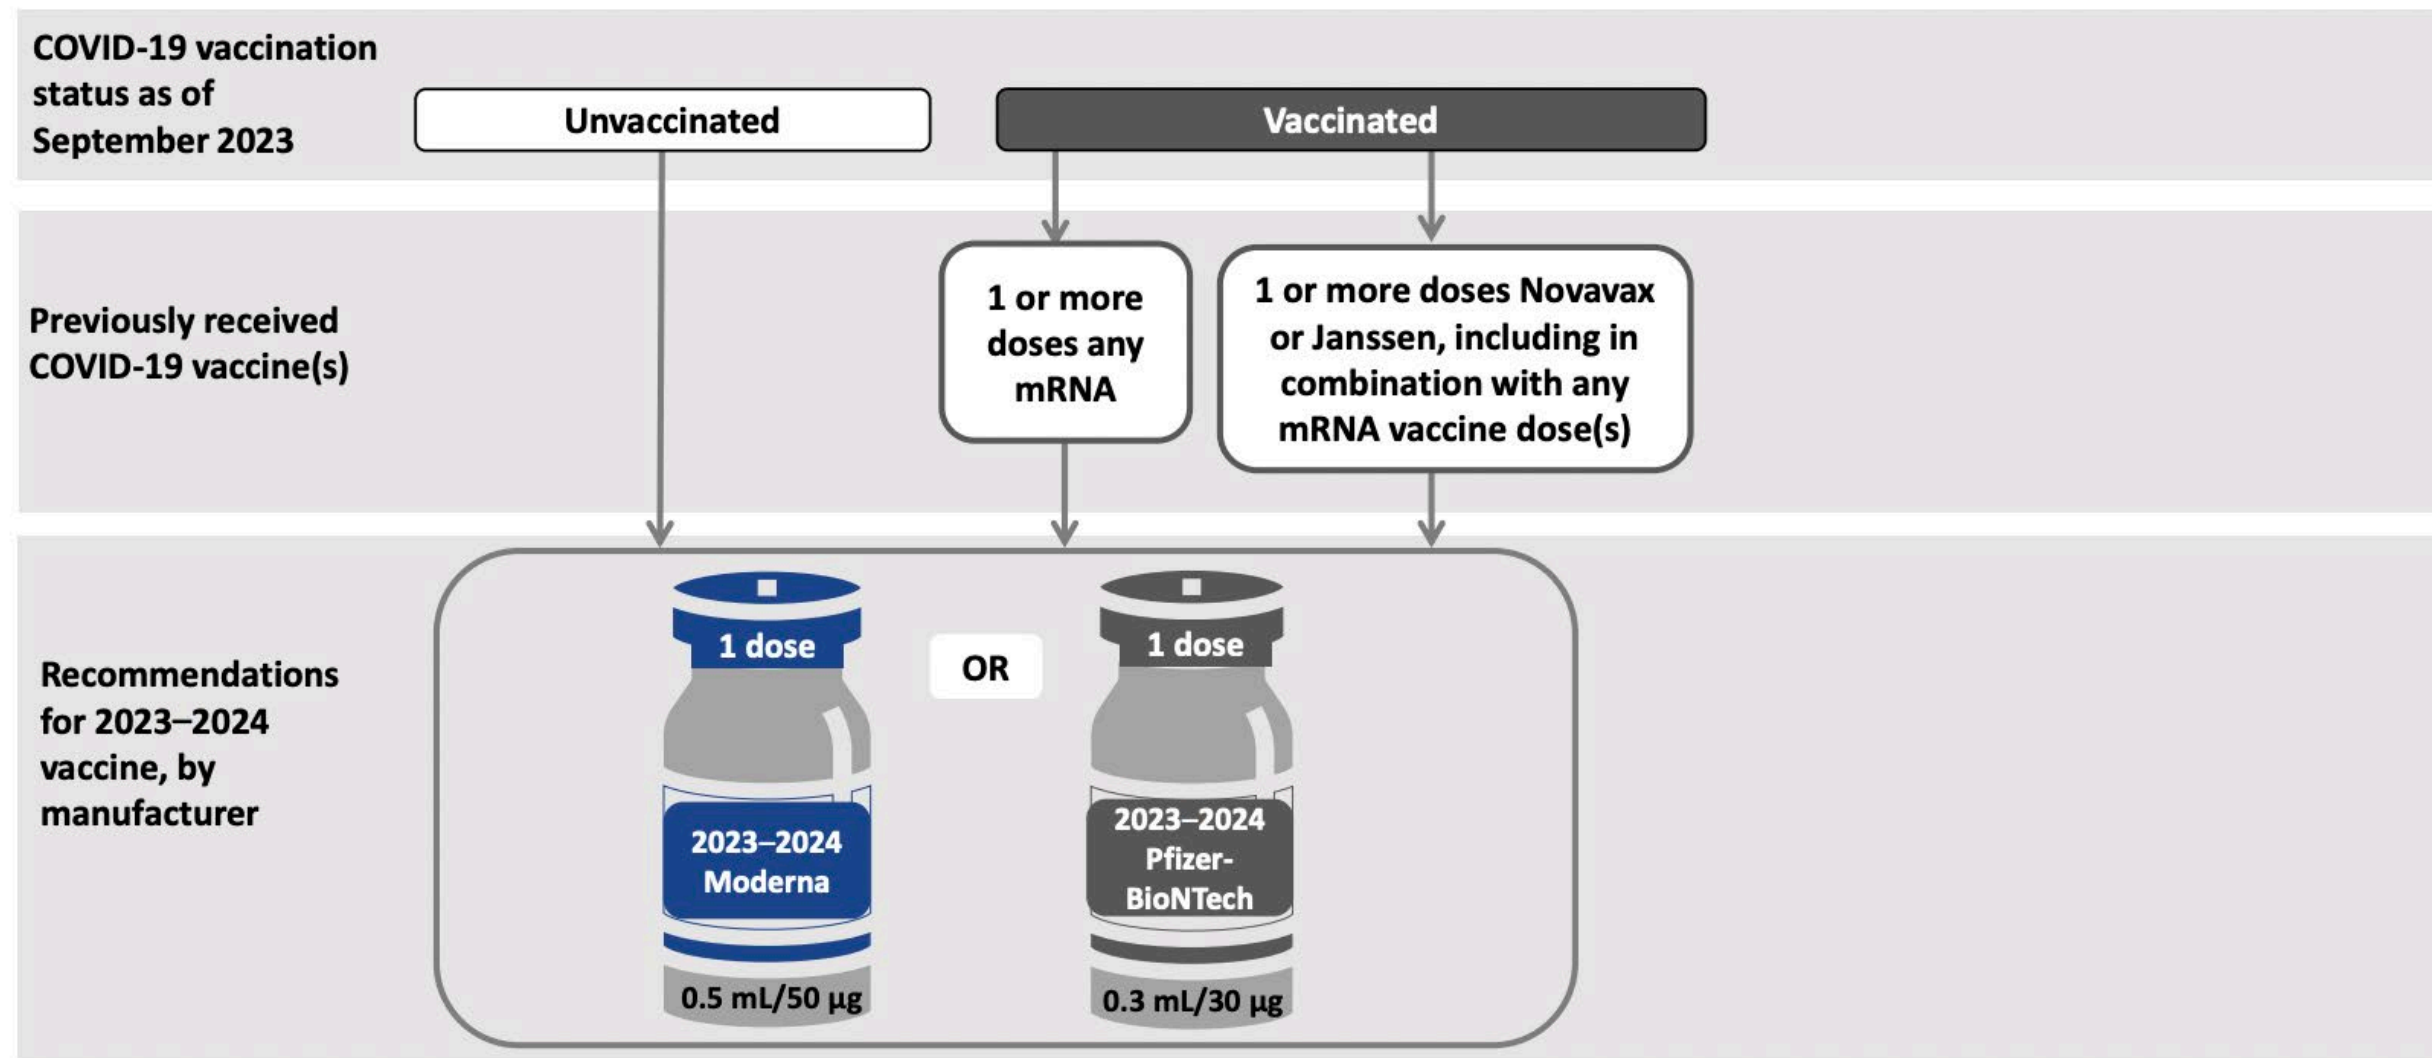 COVID-19 vaccination
status as of
September 2023
Unvaccinated
Vaccinated
Previously received
COVID-19 vaccine(s)
1 or more
doses any
mRNA
1 or more doses Novavax
or Janssen, including in
combination with any
mRNA vaccine dose(s)
Recommendations
for 2023–2024
vaccine, by
manufacturer
1 dose
2023–2024
Moderna
0.5 mL/50 µg
OR
1 dose
2023–2024
Pfizer-
BioNTech
0.3 mL/30 µg